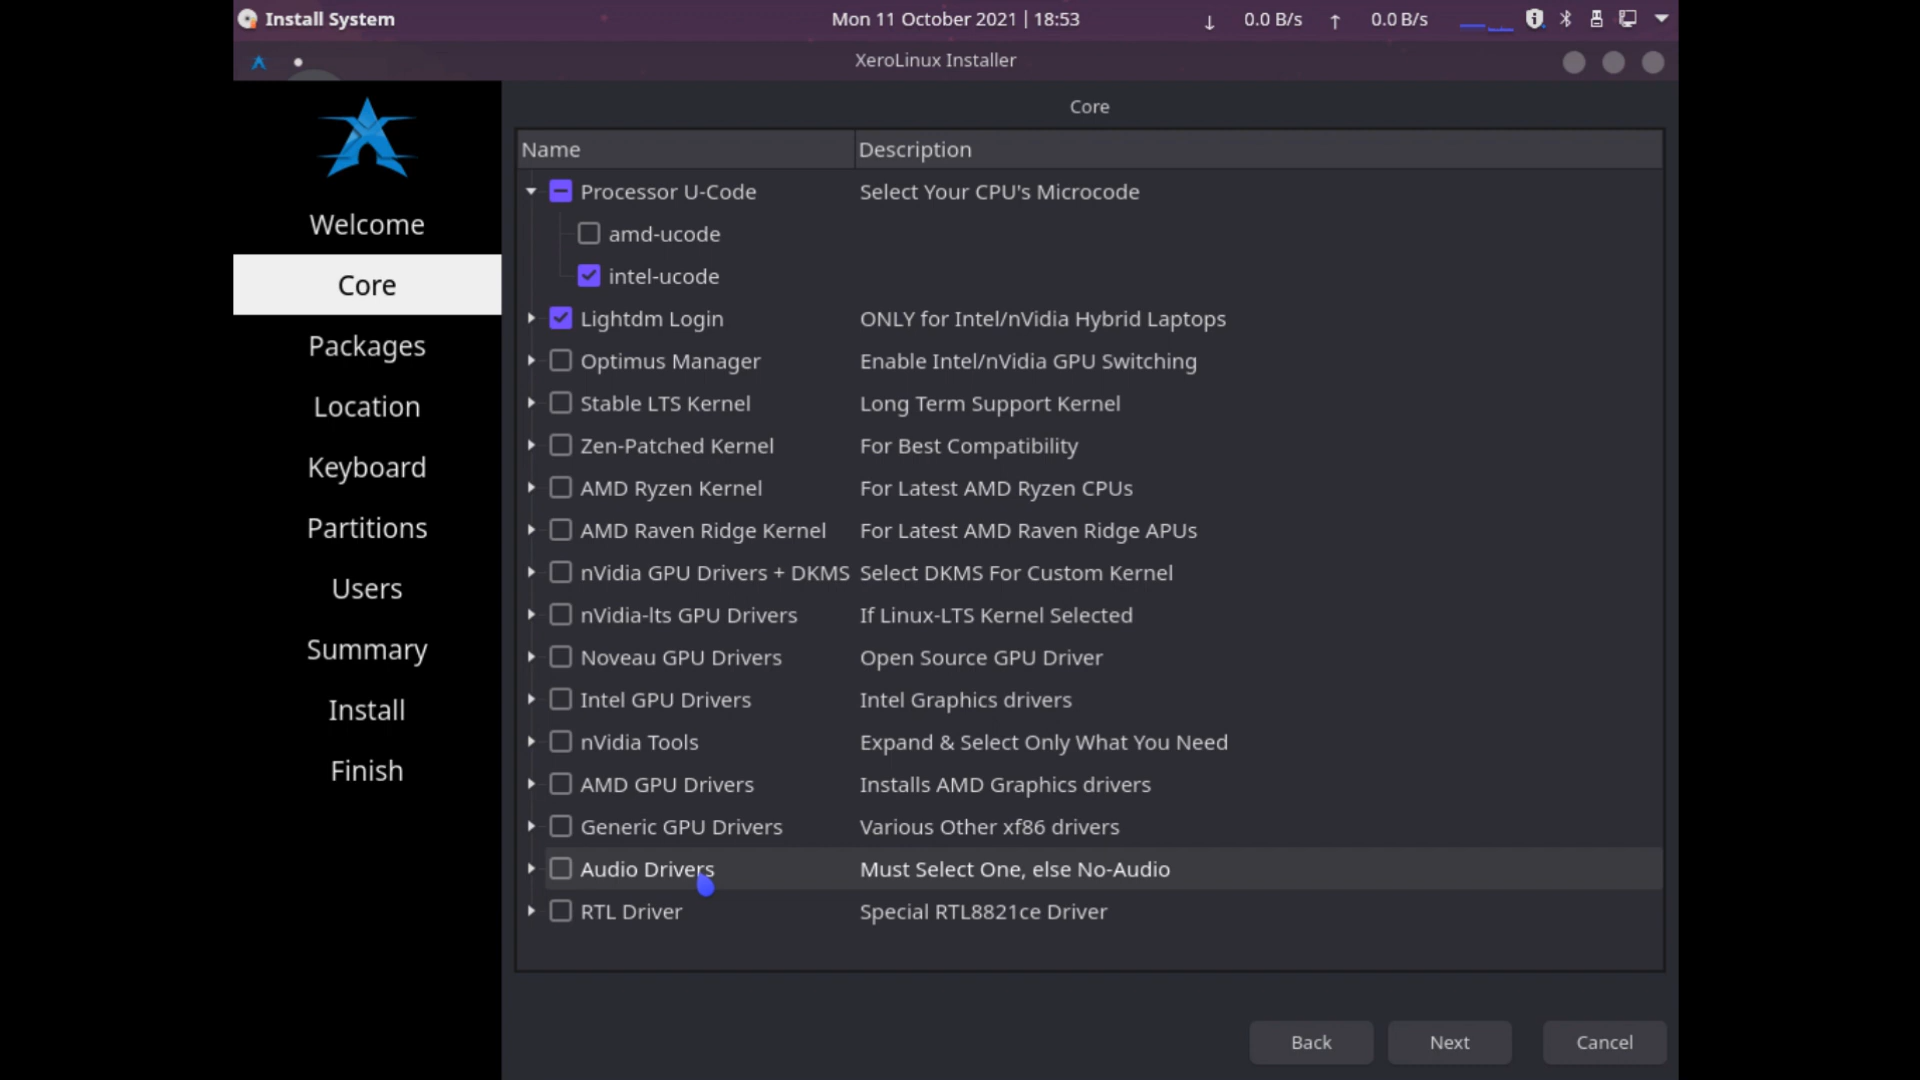 Install System
Mon 11 October 2021 | 18:53
↓ 0.0 B/s ↑ 0.0 B/s
XeroLinux Installer
Welcome
Core
Packages
Location
Keyboard
Partitions
Users
Summary
Install
Finish
Core
Name Description
Processor U-Code Select Your CPU's Microcode
amd-ucode
intel-ucode
Lightdm Login ONLY for Intel/nVidia Hybrid Laptops
Optimus Manager Enable Intel/nVidia GPU Switching
Stable LTS Kernel Long Term Support Kernel
Zen-Patched Kernel For Best Compatibility
AMD Ryzen Kernel For Latest AMD Ryzen CPUs
AMD Raven Ridge Kernel For Latest AMD Raven Ridge APUs
nVidia GPU Drivers + DKMS Select DKMS For Custom Kernel
nVidia-lts GPU Drivers If Linux-LTS Kernel Selected
Noveau GPU Drivers Open Source GPU Driver
Intel GPU Drivers Intel Graphics drivers
nVidia Tools Expand & Select Only What You Need
AMD GPU Drivers Installs AMD Graphics drivers
Generic GPU Drivers Various Other xf86 drivers
Audio Drivers Must Select One, else No-Audio
RTL Driver Special RTL8821ce Driver
Back Next Cancel